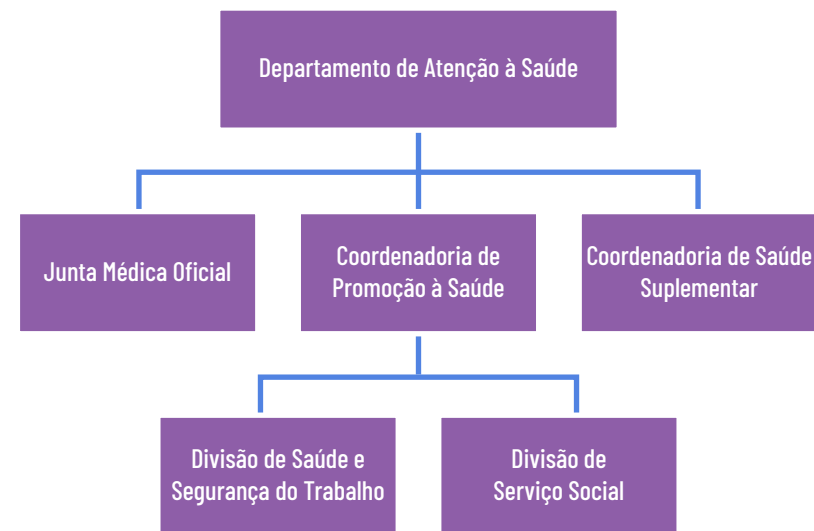 Departamento de Atenção à Saúde
Junta Médica Oficial
Coordenadoria de
Promoção à Saúde
Coordenadoria de Saúde
Suplementar
Divisão de Saúde e
Segurança do Trabalho
Divisão de
Serviço Social